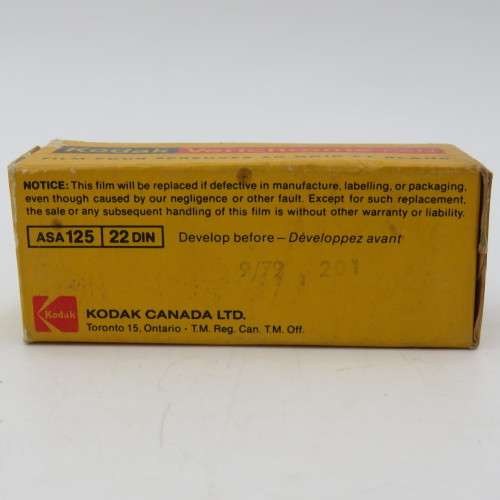 Kodak Verichrome Pan
NOTICE: This film will be replaced if defective in manufacture, labelling, or packaging,
even though caused by our negligence or other fault. Except for such replacement,
the sale or any subsequent handling of this film is without other warranty or liability.
ASA 125 22 DIN Develop before – Développez avant
9/72 201
Kodak KODAK CANADA LTD.
Toronto 15, Ontario - T.M. Reg. Can. T.M. Off.